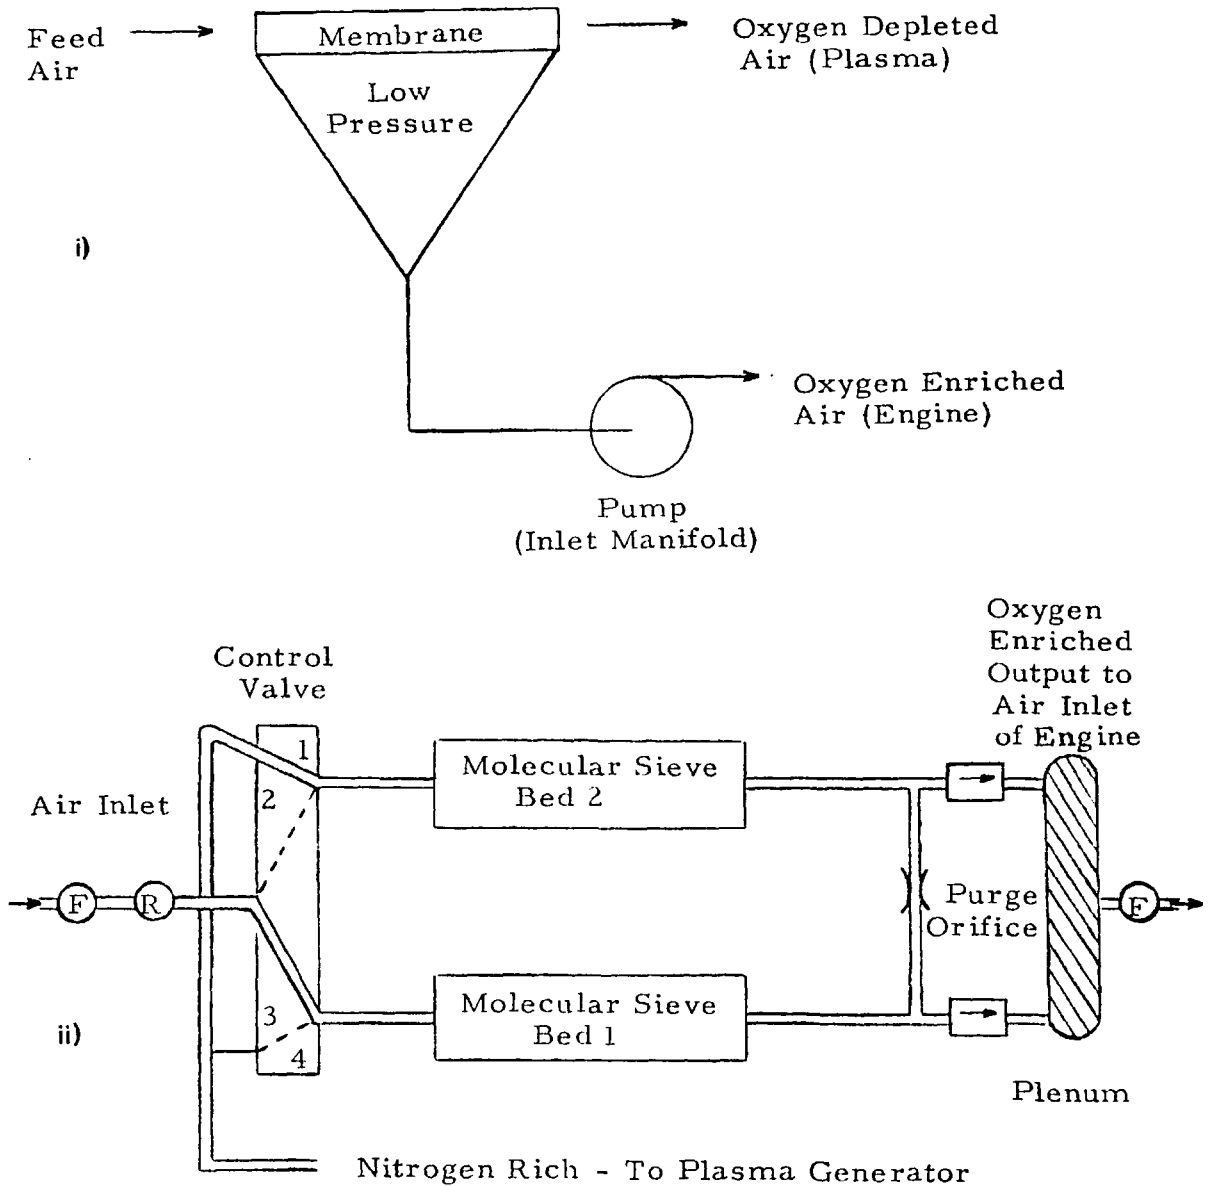 Feed
Air
Membrane
Oxygen Depleted
Air (Plasma)
Low
Pressure
i)
Oxygen Enriched
Air (Engine)
Pump
(Inlet Manifold)
Oxygen
Enriched
Output to
Air Inlet
of Engine
Control
Valve
1
2
Molecular Sieve
Bed 2
Air Inlet
F
R
Purge
Orifice
F
3
4
Molecular Sieve
Bed 1
ii)
Plenum
Nitrogen Rich - To Plasma Generator